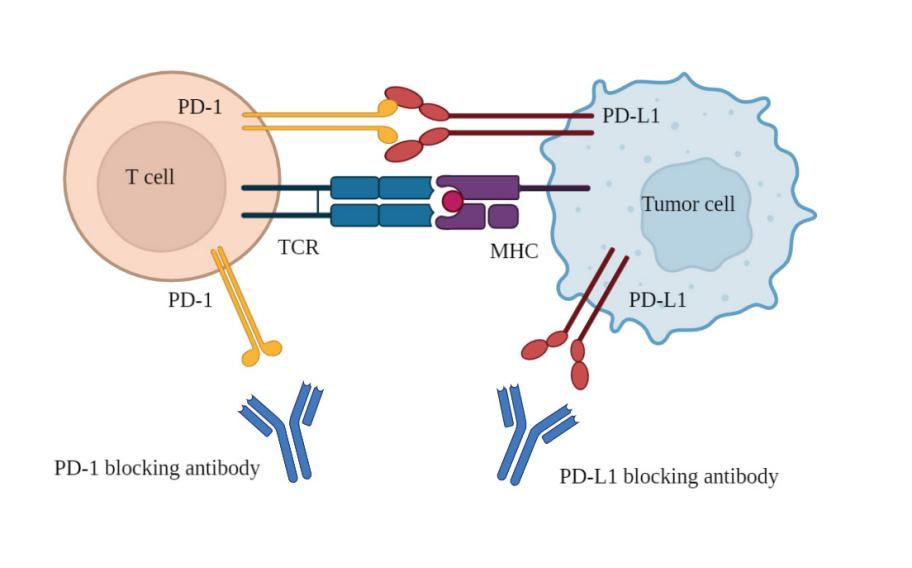 PD-1
PD-L1
T cell
Tumor cell
TCR
MHC
PD-1
PD-L1
PD-1 blocking antibody
PD-L1 blocking antibody